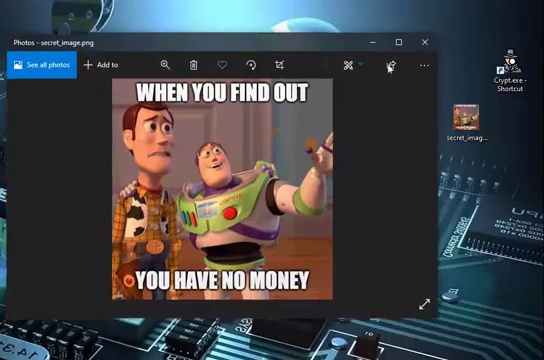 Photos - secret_image.png
See all photos
Add to
WHEN YOU FIND OUT
YOU HAVE NO MONEY
Crypt.exe -
Shortcut
secret_imag...